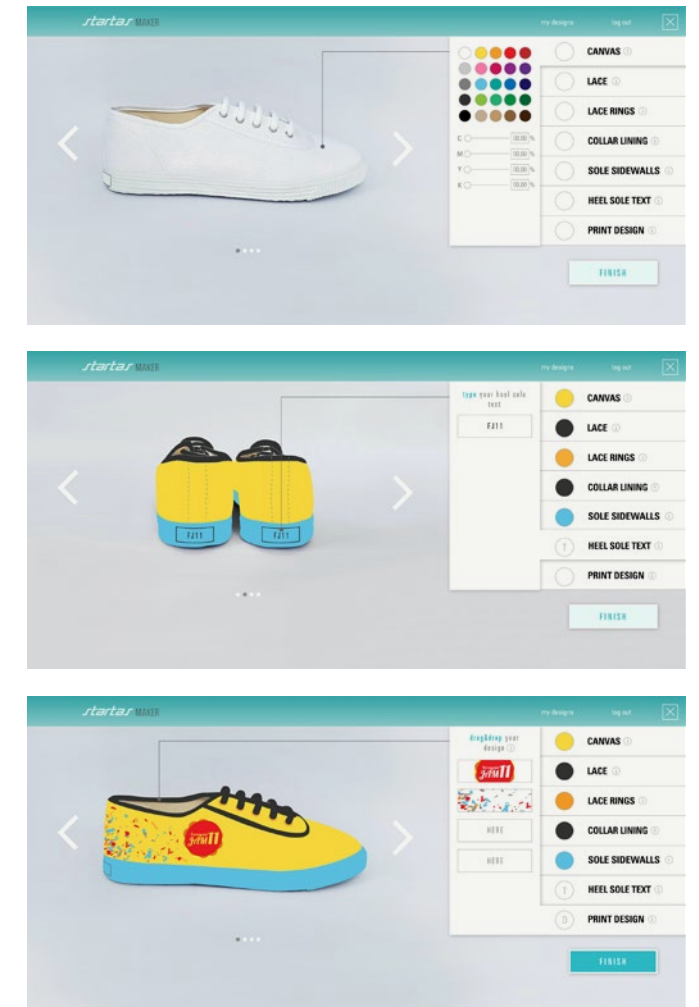 startas MAKER
my designs
log out
CANVAS
LACE
LACE RINGS
COLLAR LINING
SOLE SIDEWALLS
HEEL SOLE TEXT
PRINT DESIGN
C 00,00 %
M 00,00 %
Y 00,00 %
K 00,00 %
FINISH
startas MAKER
my designs
log out
type your heel sole
text
FJ11
CANVAS
LACE
LACE RINGS
COLLAR LINING
SOLE SIDEWALLS
T HEEL SOLE TEXT
PRINT DESIGN
FJ11
FJ11
FINISH
startas MAKER
my designs
log out
drag&drop your
design
JAM 11
HERE
HERE
CANVAS
LACE
LACE RINGS
COLLAR LINING
SOLE SIDEWALLS
T HEEL SOLE TEXT
D PRINT DESIGN
JAM 11
FINISH